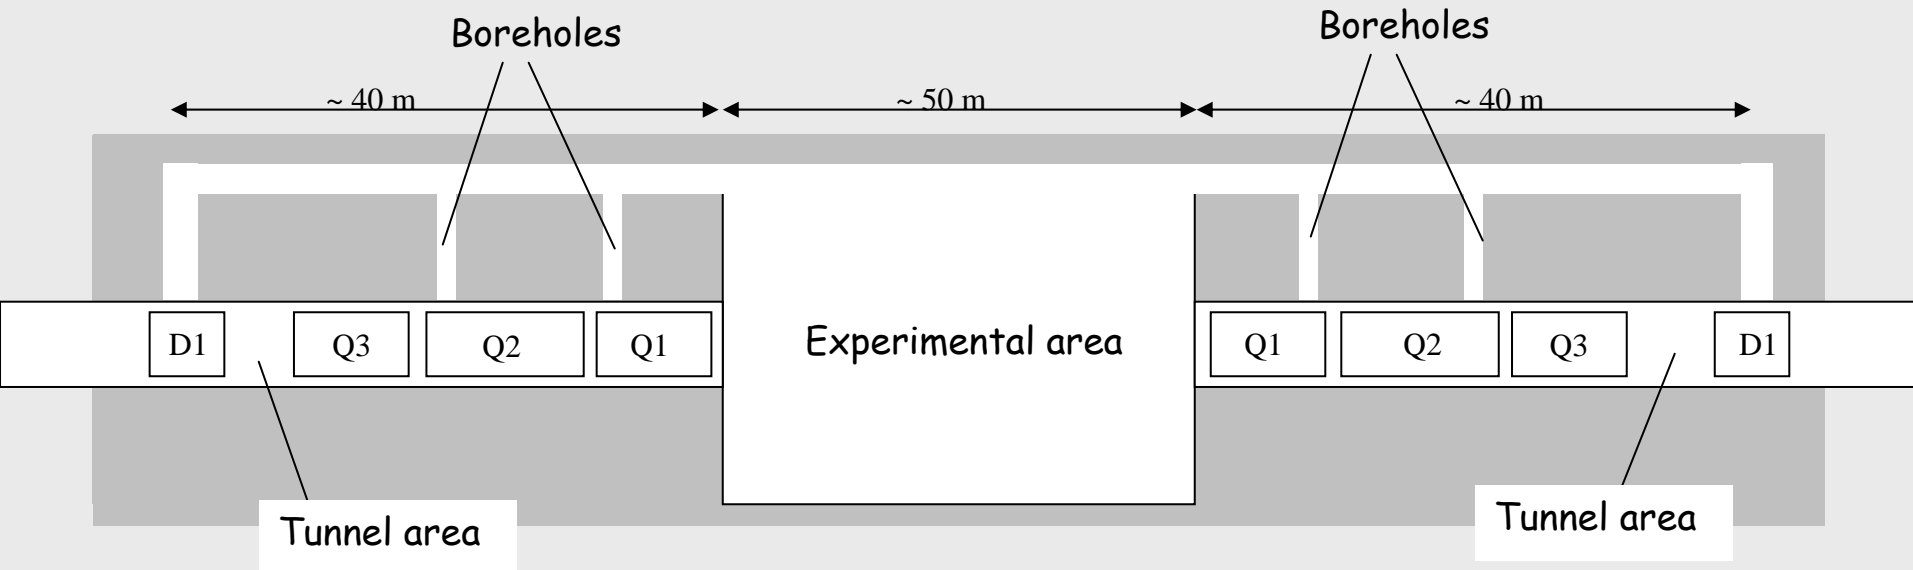 Boreholes
Boreholes
~ 40 m
~ 50 m
~ 40 m
D1
Q3
Q2
Q1
Experimental area
Q1
Q2
Q3
D1
Tunnel area
Tunnel area